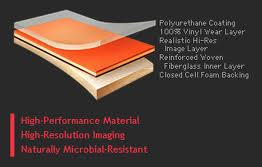 Polyurethane Coating
100% Vinyl Wear Layer
Realistic Hi-Res
Image Layer
Reinforced Woven
Fiberglass Inner Layer
Closed Cell Foam Backing
High-Performance Material
High-Resolution Imaging
Naturally Microbial-Resistant